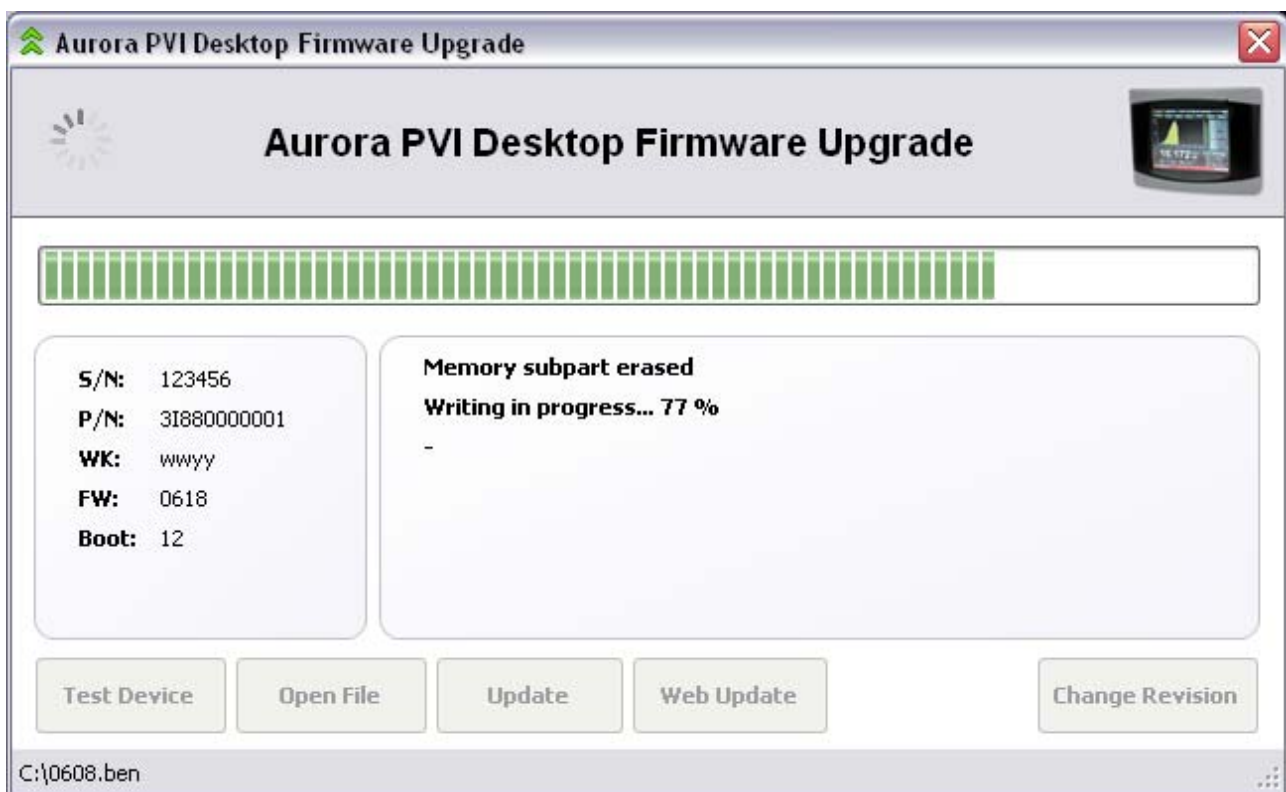 Aurora PVI Desktop Firmware Upgrade
Aurora PVI Desktop Firmware Upgrade
S/N: 123456
P/N: 3I880000001
WK: wwyy
FW: 0618
Boot: 12
Memory subpart erased
Writing in progress... 77 %
-
Test Device Open File Update Web Update Change Revision
C:\0608.ben